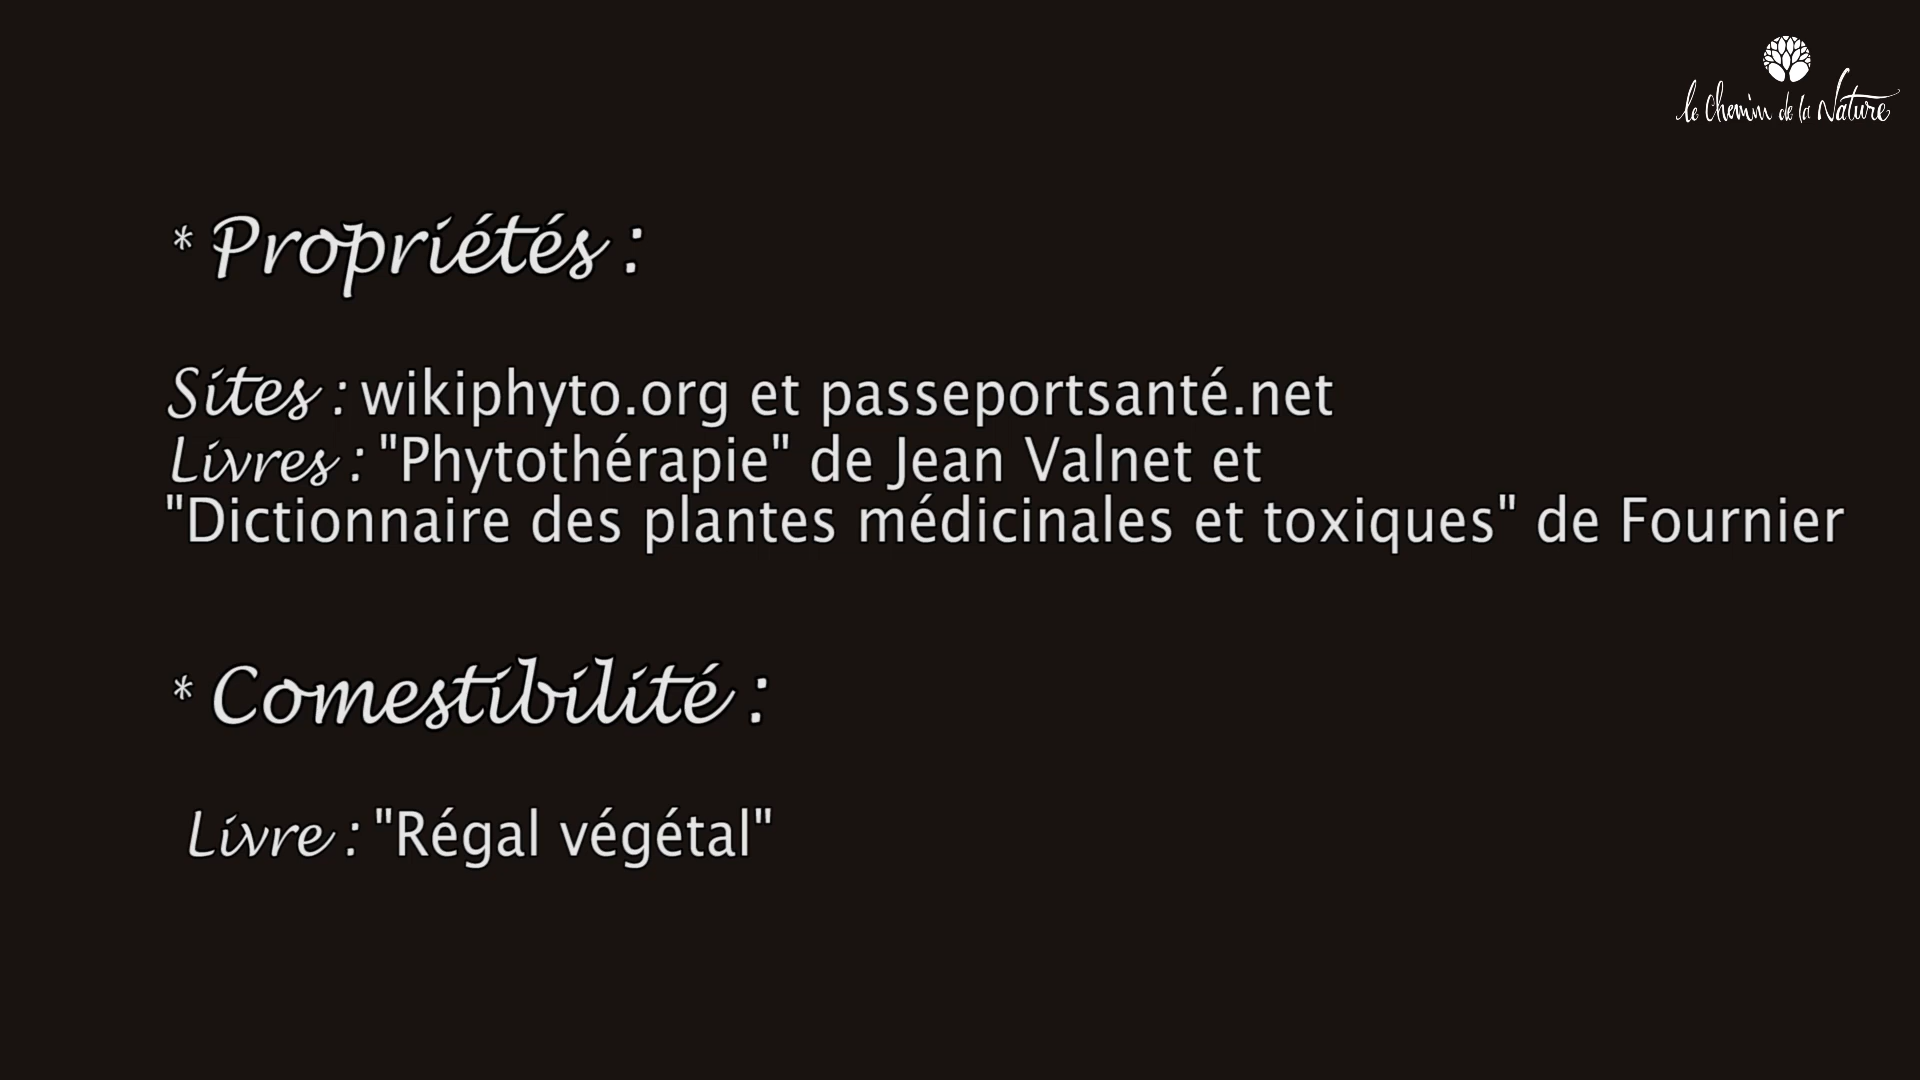 le Chemin de la Nature
* Propriétés :
Sites : wikiphyto.org et passeportsanté.net
Livres : "Phytothérapie" de Jean Valnet et
"Dictionnaire des plantes médicinales et toxiques" de Fournier
* Comestibilité :
Livre : "Régal végétal"